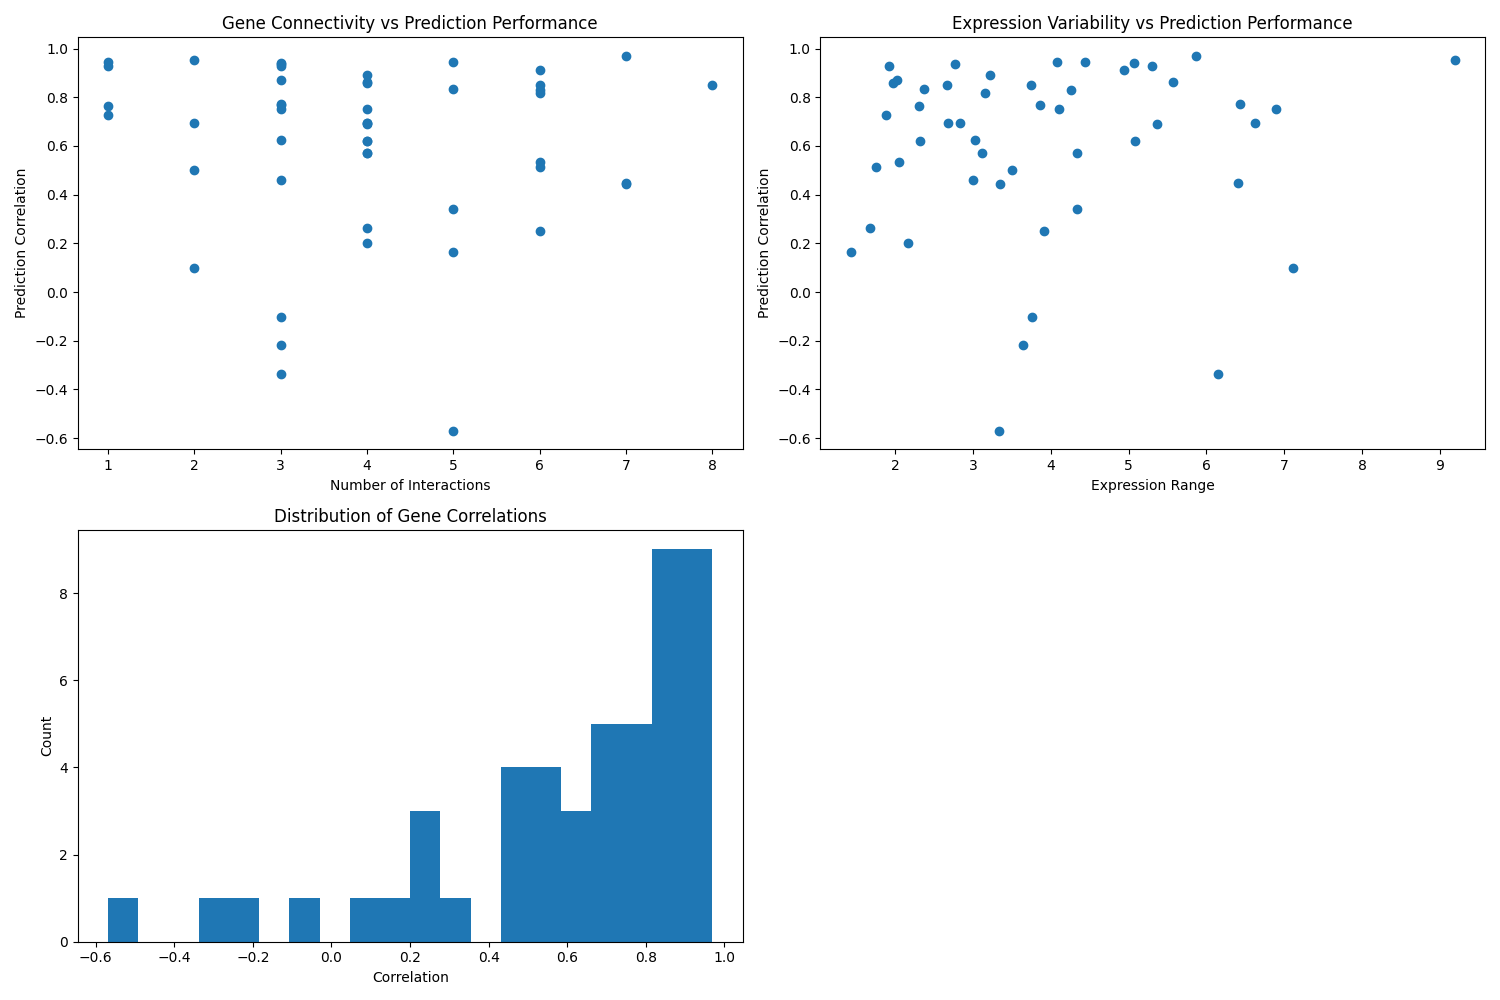 Gene Connectivity vs Prediction Performance
Prediction Correlation
1.0
0.8
0.6
0.4
0.2
0.0
−0.2
−0.4
−0.6
1 2 3 4 5 6 7 8
Number of Interactions
Expression Variability vs Prediction Performance
Prediction Correlation
1.0
0.8
0.6
0.4
0.2
0.0
−0.2
−0.4
−0.6
2 3 4 5 6 7 8 9
Expression Range
Distribution of Gene Correlations
Count
8
6
4
2
0
−0.6 −0.4 −0.2 0.0 0.2 0.4 0.6 0.8 1.0
Correlation